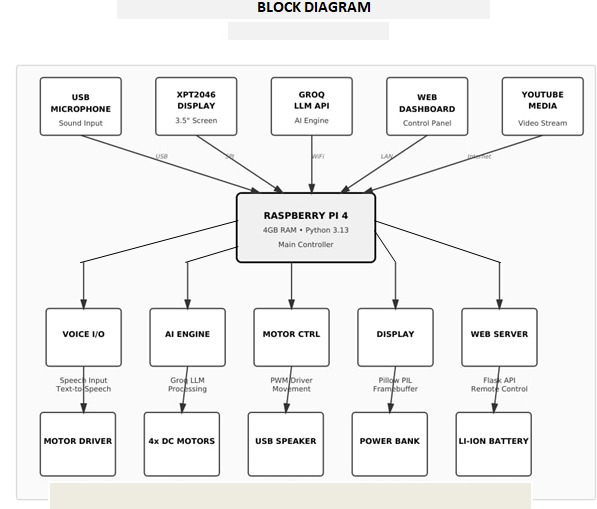 BLOCK DIAGRAM
USB
MICROPHONE
Sound Input
XPT2046
DISPLAY
3.5" Screen
GROQ
LLM API
AI Engine
WEB
DASHBOARD
Control Panel
YOUTUBE
MEDIA
Video Stream
USB
SPI
WiFi
LAN
Internet
RASPBERRY PI 4
4GB RAM • Python 3.13
Main Controller
VOICE I/O
AI ENGINE
MOTOR CTRL
DISPLAY
WEB SERVER
Speech Input
Text-to-Speech
Groq LLM
Processing
PWM Driver
Movement
Pillow PIL
Framebuffer
Flask API
Remote Control
MOTOR DRIVER
4x DC MOTORS
USB SPEAKER
POWER BANK
LI-ION BATTERY